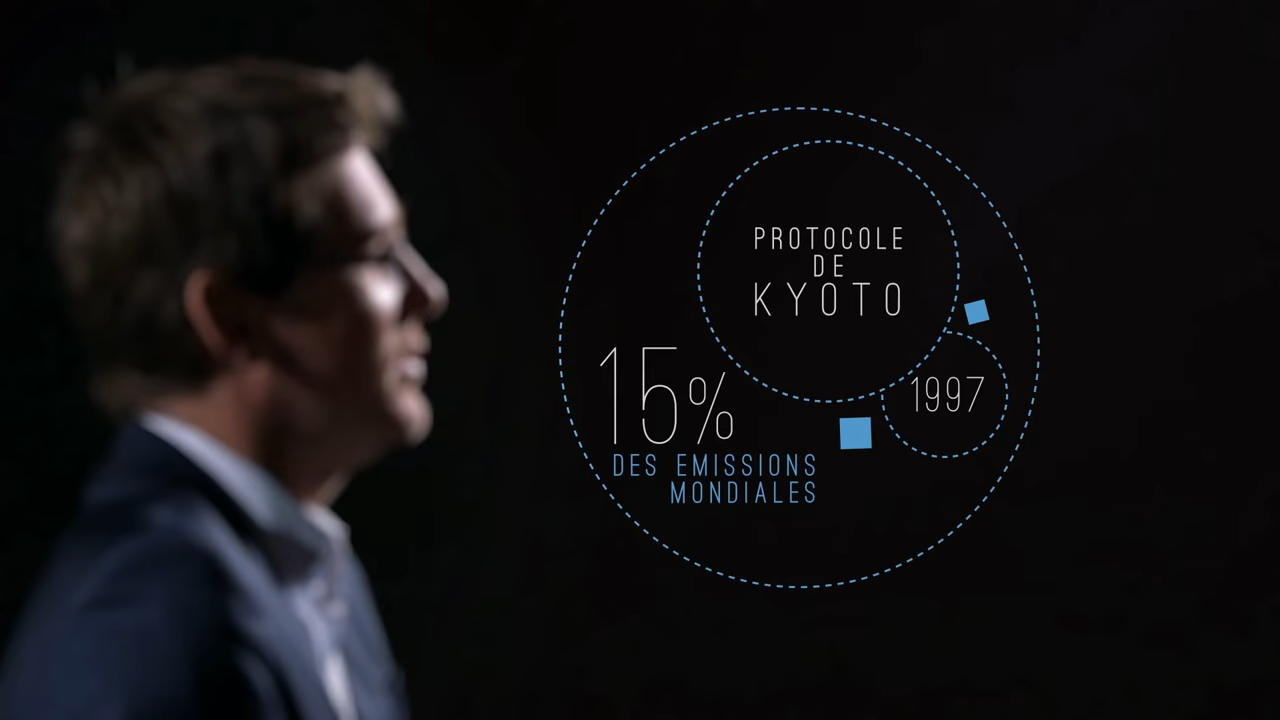 PROTOCOLE
DE
KYOTO
1997
15%
DES EMISSIONS
MONDIALES